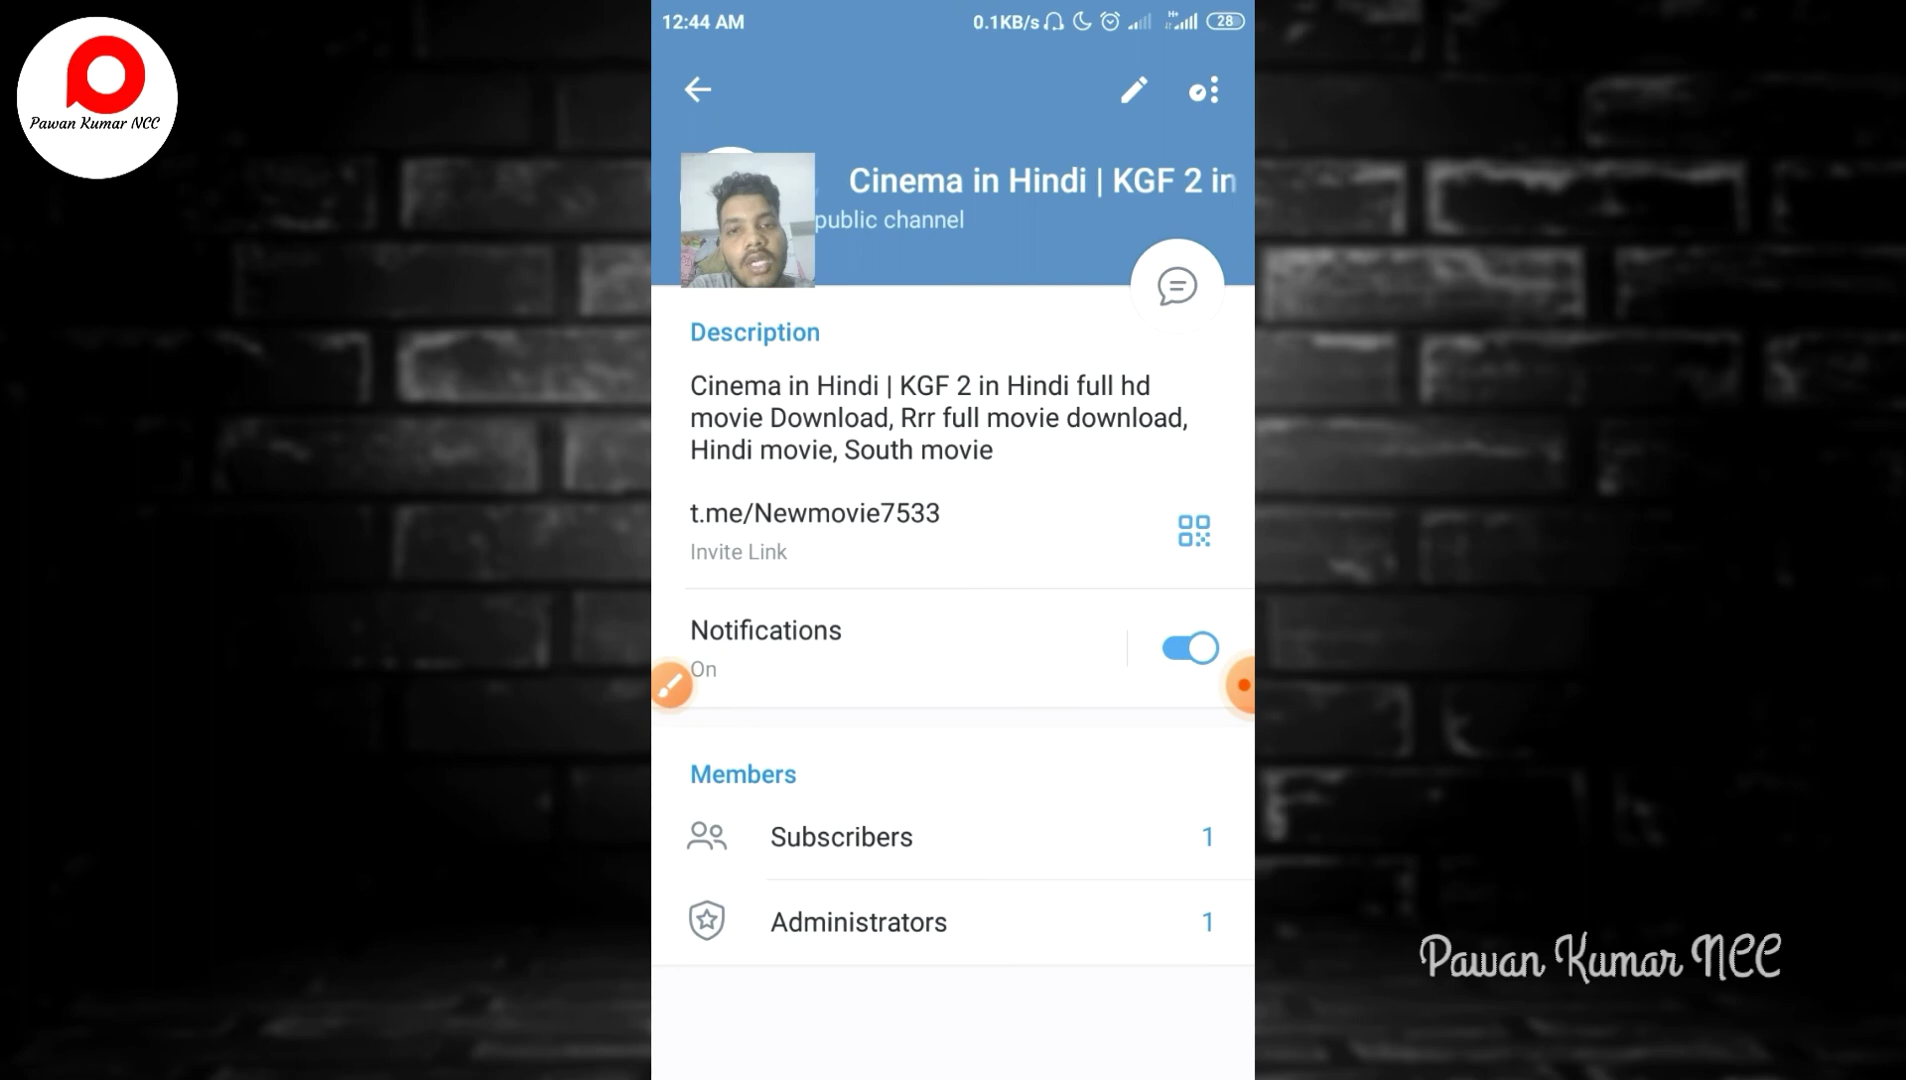 12:44 AM
0.1KB/s
28
Pawan Kumar NCC
Cinema in Hindi | KGF 2 in
public channel
Description
Cinema in Hindi | KGF 2 in Hindi full hd
movie Download, Rrr full movie download,
Hindi movie, South movie
t.me/Newmovie7533
Invite Link
Notifications
On
Members
Subscribers 1
Administrators 1
Pawan Kumar NCC